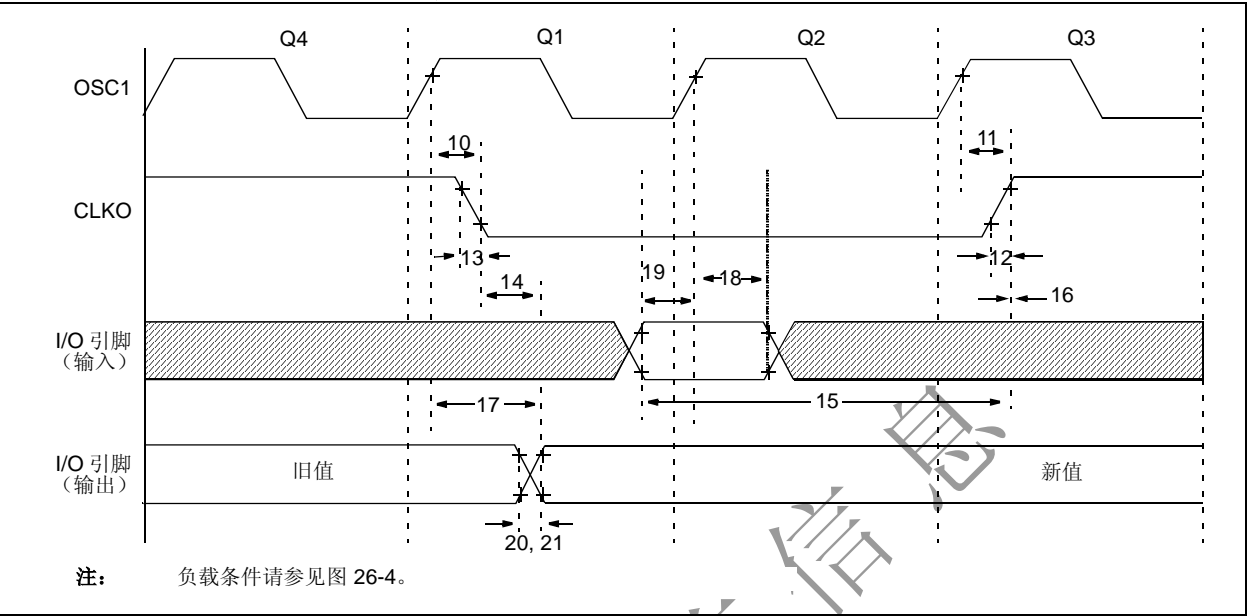 Q4 Q1 Q2 Q3
OSC1
10 11
CLKO
13 12
14 19 18
16
I/O 引脚
（输入）
17 15
I/O 引脚
（输出）
旧值 新值
20, 21
注： 负载条件请参见图 26-4。
信息